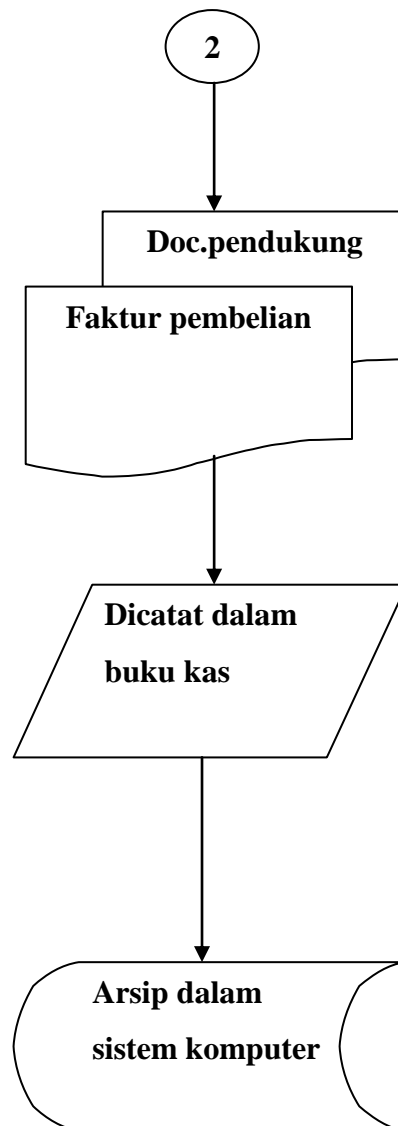 2
Doc.pendukung
Faktur pembelian
Dicatat dalam
buku kas
Arsip dalam
sistem komputer